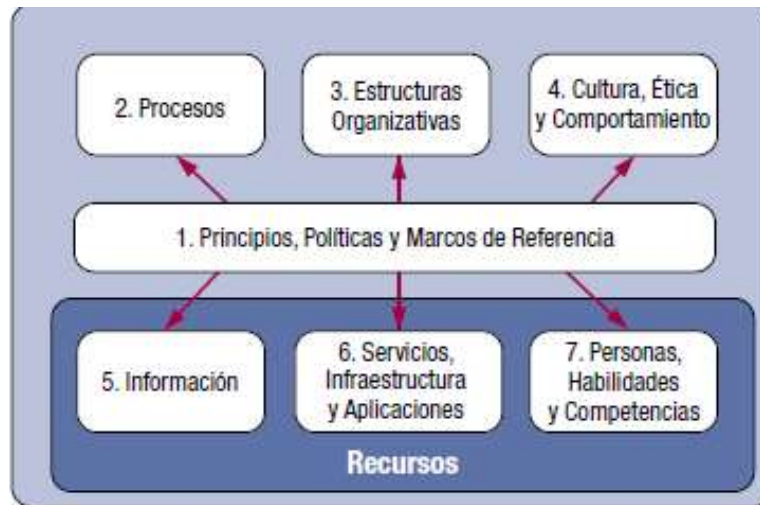 2. Procesos
3. Estructuras
Organizativas
4. Cultura, Ética
y Comportamiento
1. Principios, Políticas y Marcos de Referencia
5. Información
6. Servicios,
Infraestructura
y Aplicaciones
7. Personas,
Habilidades
y Competencias
Recursos